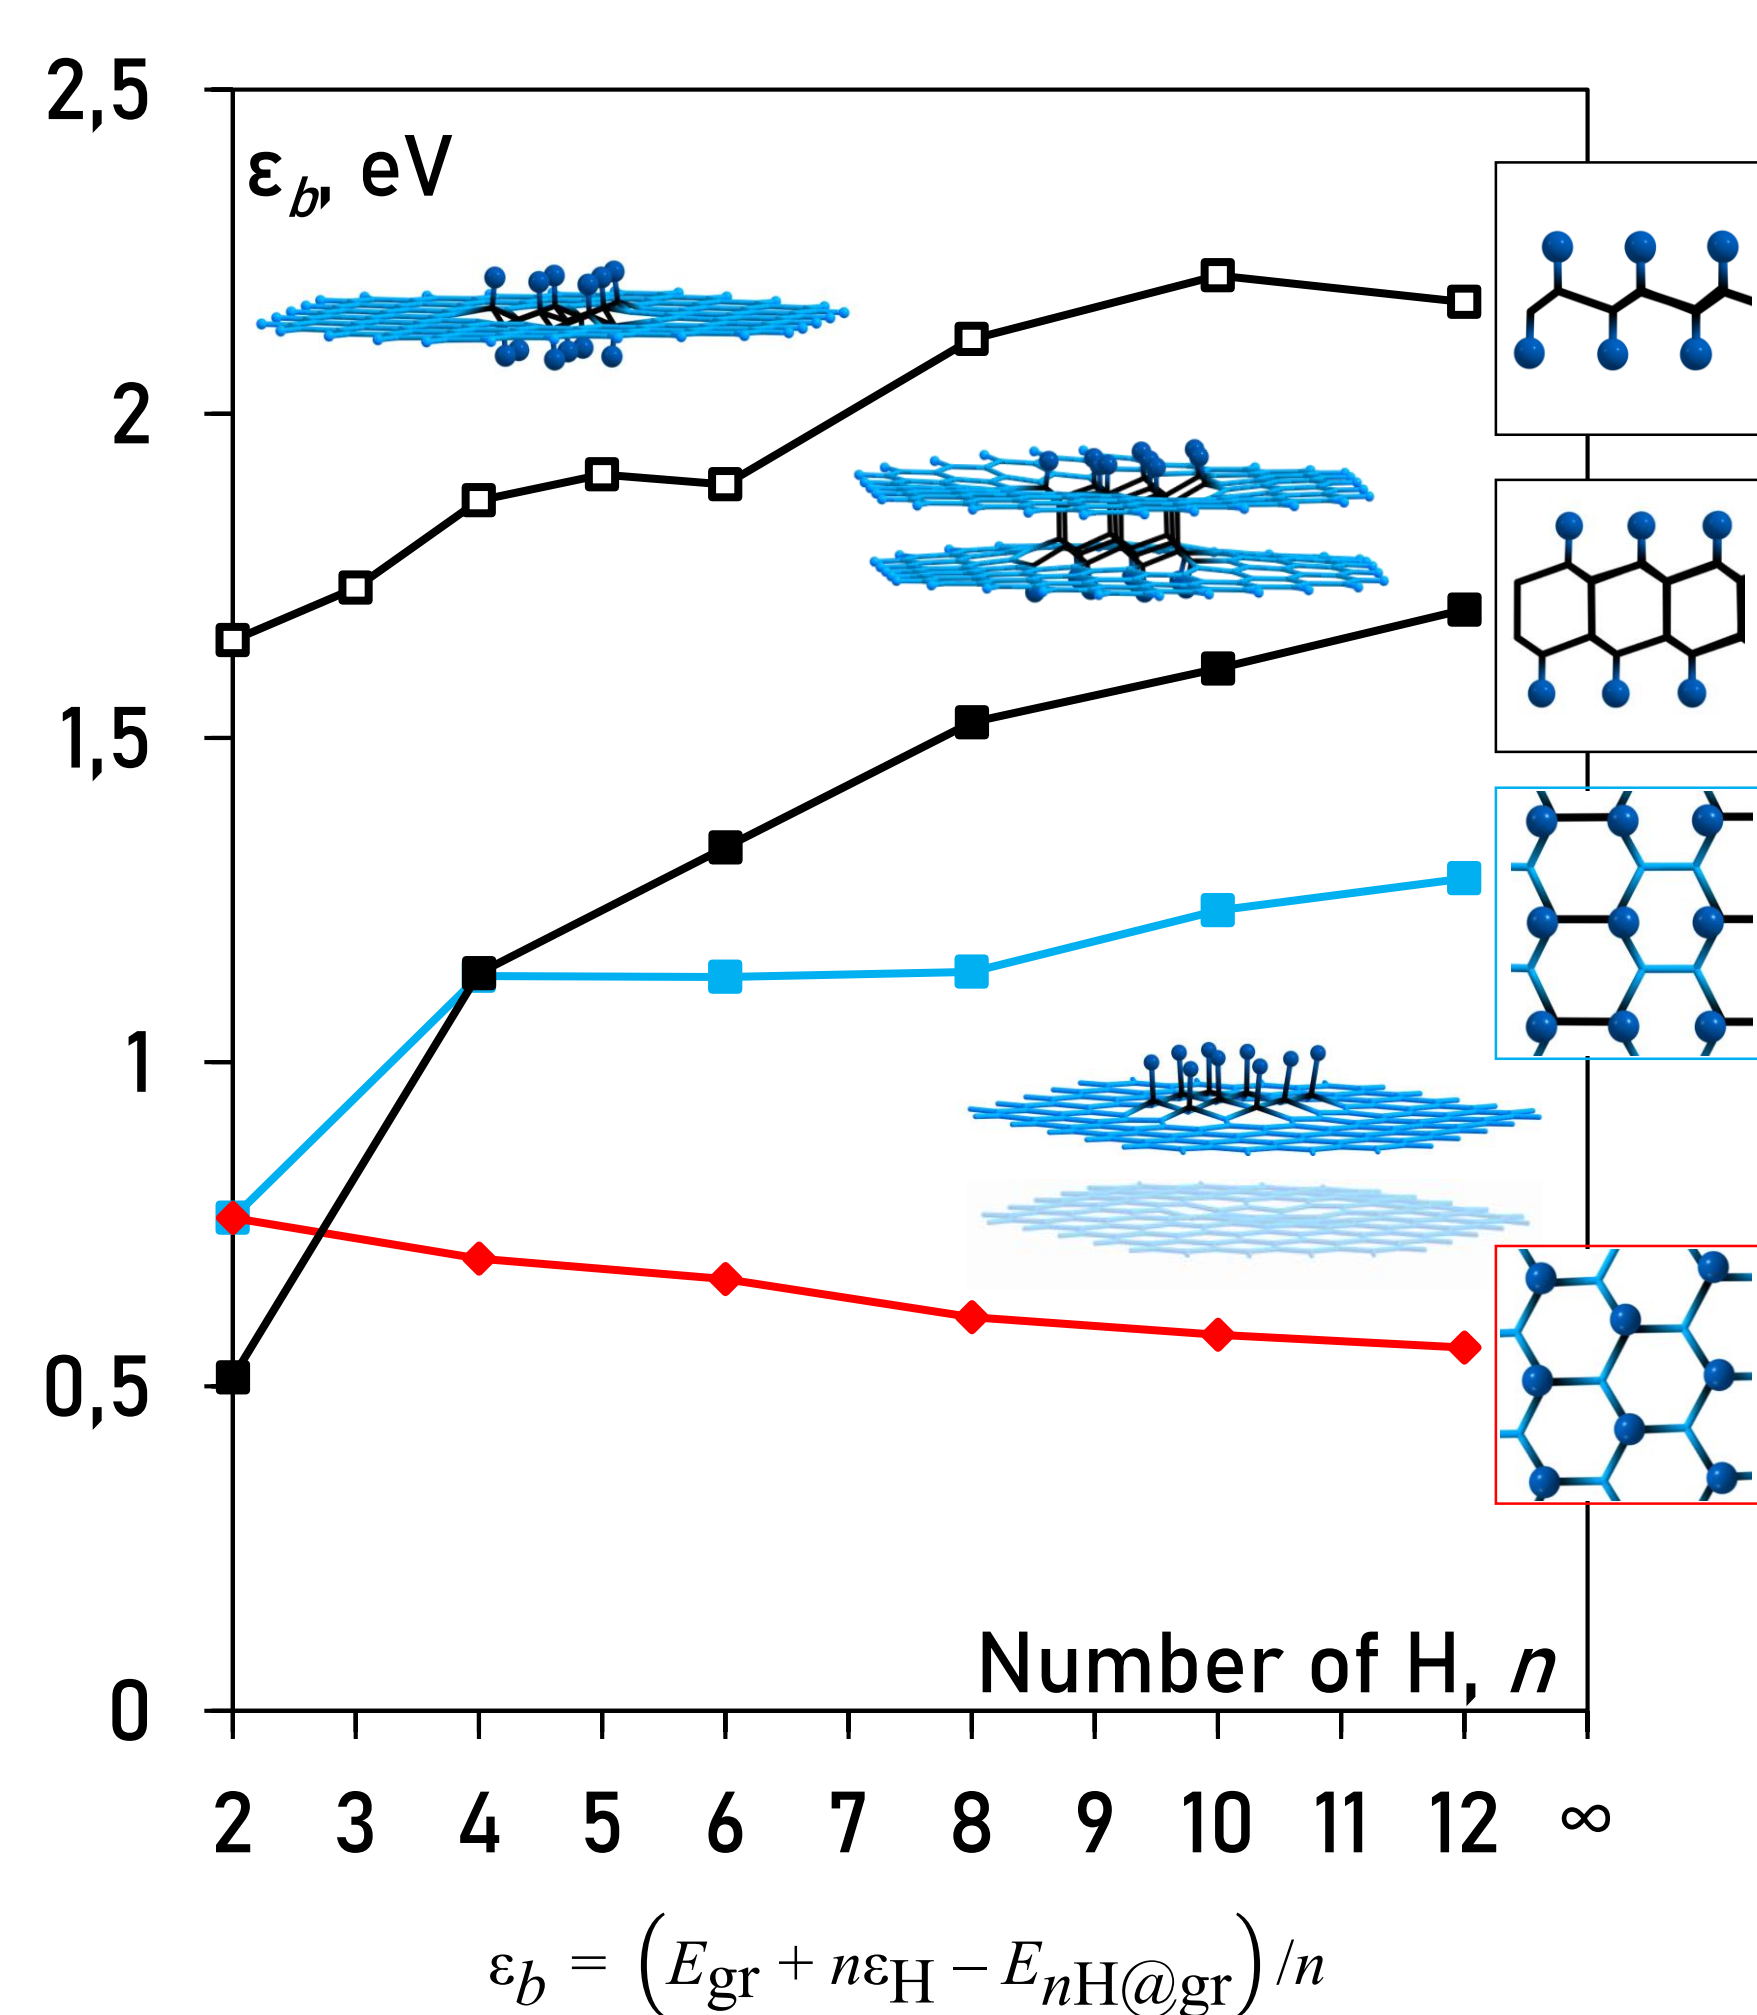 2,5
ε_b, eV
2
1,5
1
0,5
Number of H, n
0
2 3 4 5 6 7 8 9 10 11 12 ∞
ε_b = (E_gr + nε_H − E_nH@gr)/n